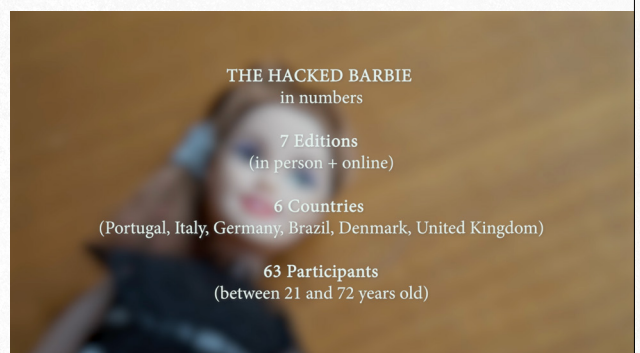 THE HACKED BARBIE
in numbers
7 Editions
(in person + online)
6 Countries
(Portugal, Italy, Germany, Brazil, Denmark, United Kingdom)
63 Participants
(between 21 and 72 years old)